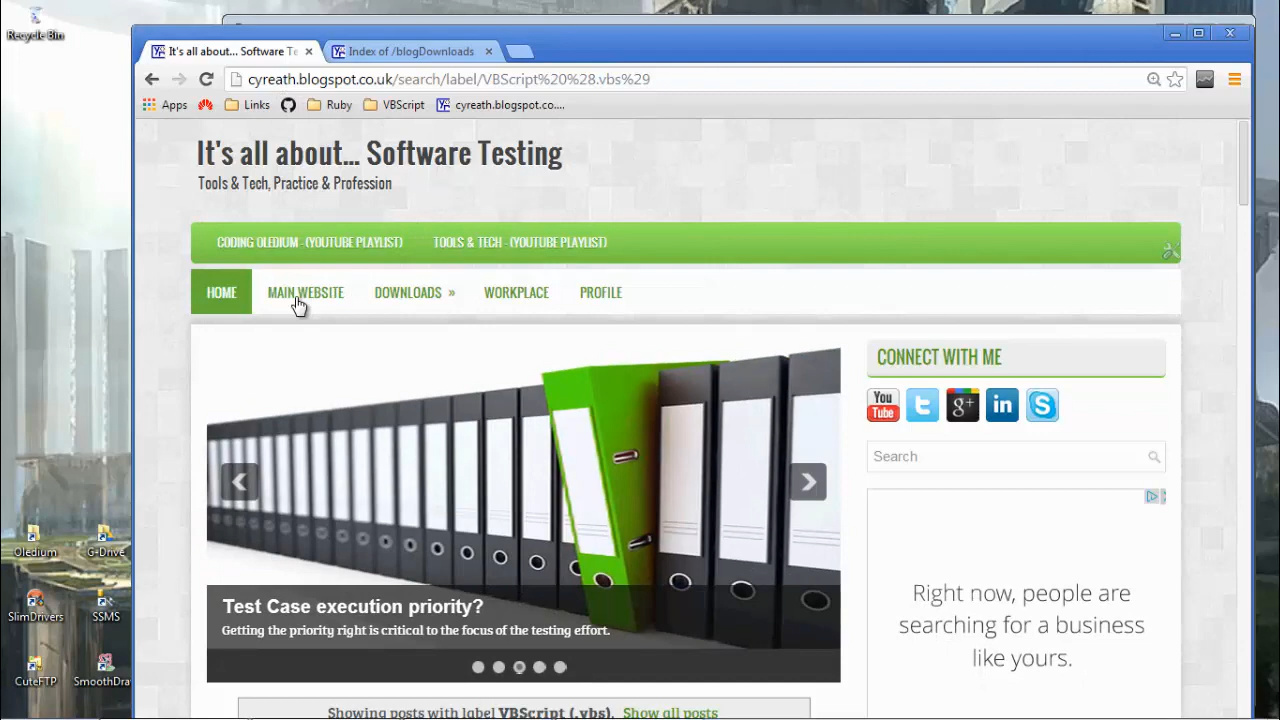 Recycle Bin
It's all about... Software Te
Index of /blogDownloads
cyreath.blogspot.co.uk/search/label/VBScript%20%28.vbs%29
Apps
Links
Ruby
VBScript
cyreath.blogspot.co....
It's all about... Software Testing
Tools & Tech, Practice & Profession
CODING OLEDIUM - (YOUTUBE PLAYLIST)
TOOLS & TECH - (YOUTUBE PLAYLIST)
HOME
MAIN WEBSITE
DOWNLOADS »
WORKPLACE
PROFILE
CONNECT WITH ME
You
Tube
g+
in
Search
Test Case execution priority?
Getting the priority right is critical to the focus of the testing effort.
Right now, people are
searching for a business
like yours.
Showing posts with label VBScript (.vbs). Show all posts
Oledium
G-Drive
SlimDrivers
SSMS
CuteFTP
SmoothDra